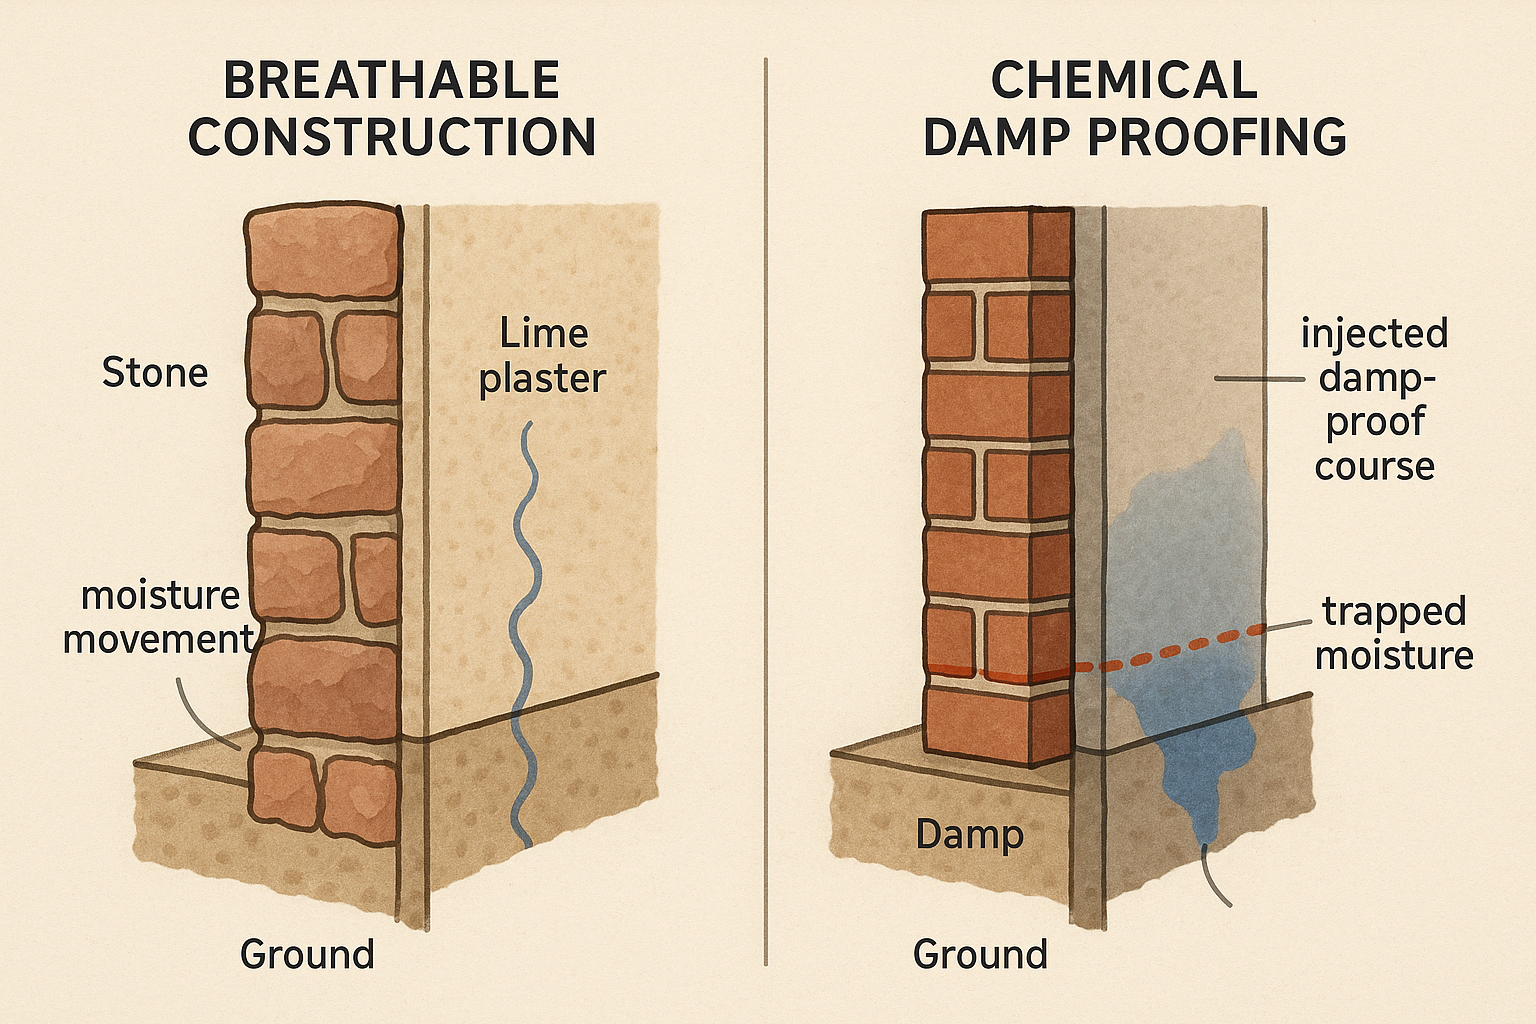 BREATHABLE
CONSTRUCTION
Stone
Lime
plaster
moisture
movement
Ground
CHEMICAL
DAMP PROOFING
injected
damp-
proof
course
trapped
moisture
Damp
Ground